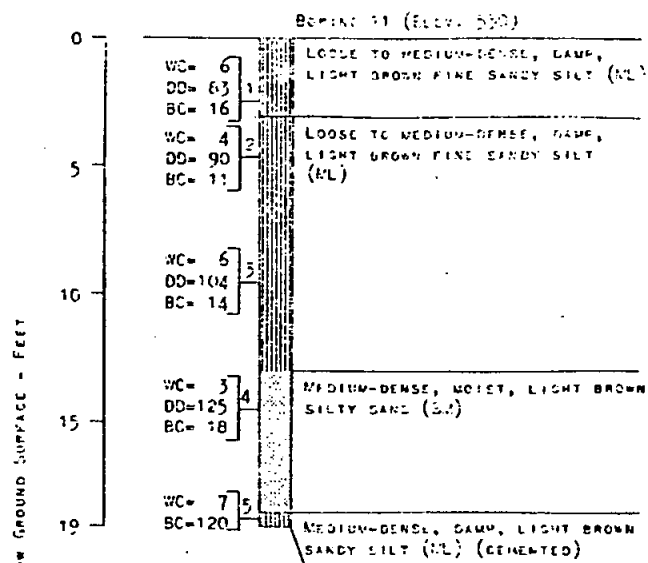 BORING 91 (ELEV. 530)
0
WC= 6
DD= 83
BC= 16
1
LOOSE TO MEDIUM-DENSE, DAMP,
LIGHT BROWN FINE SANDY SILT (ML)
WC= 4
DD= 90
BC= 11
2
5
LOOSE TO MEDIUM-DENSE, DAMP,
LIGHT BROWN FINE SANDY SILT
(ML)
WC= 6
DD=104
BC= 14
3
10
WC= 3
DD=125
BC= 18
4
15
MEDIUM-DENSE, MOIST, LIGHT BROWN
SILTY SAND (SM)
WC= 7
BC=120
5
19
MEDIUM-DENSE, DAMP, LIGHT BROWN
SANDY SILT (ML) (CEMENTED)
GROUND SURFACE - FEET